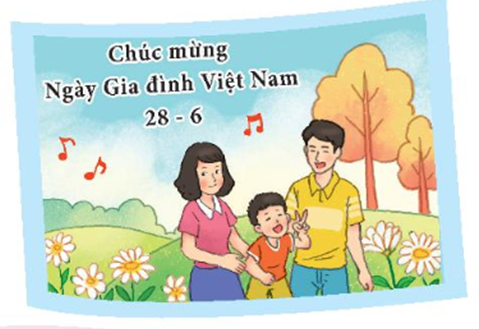 Chúc mừng
Ngày Gia đình Việt Nam
28 - 6